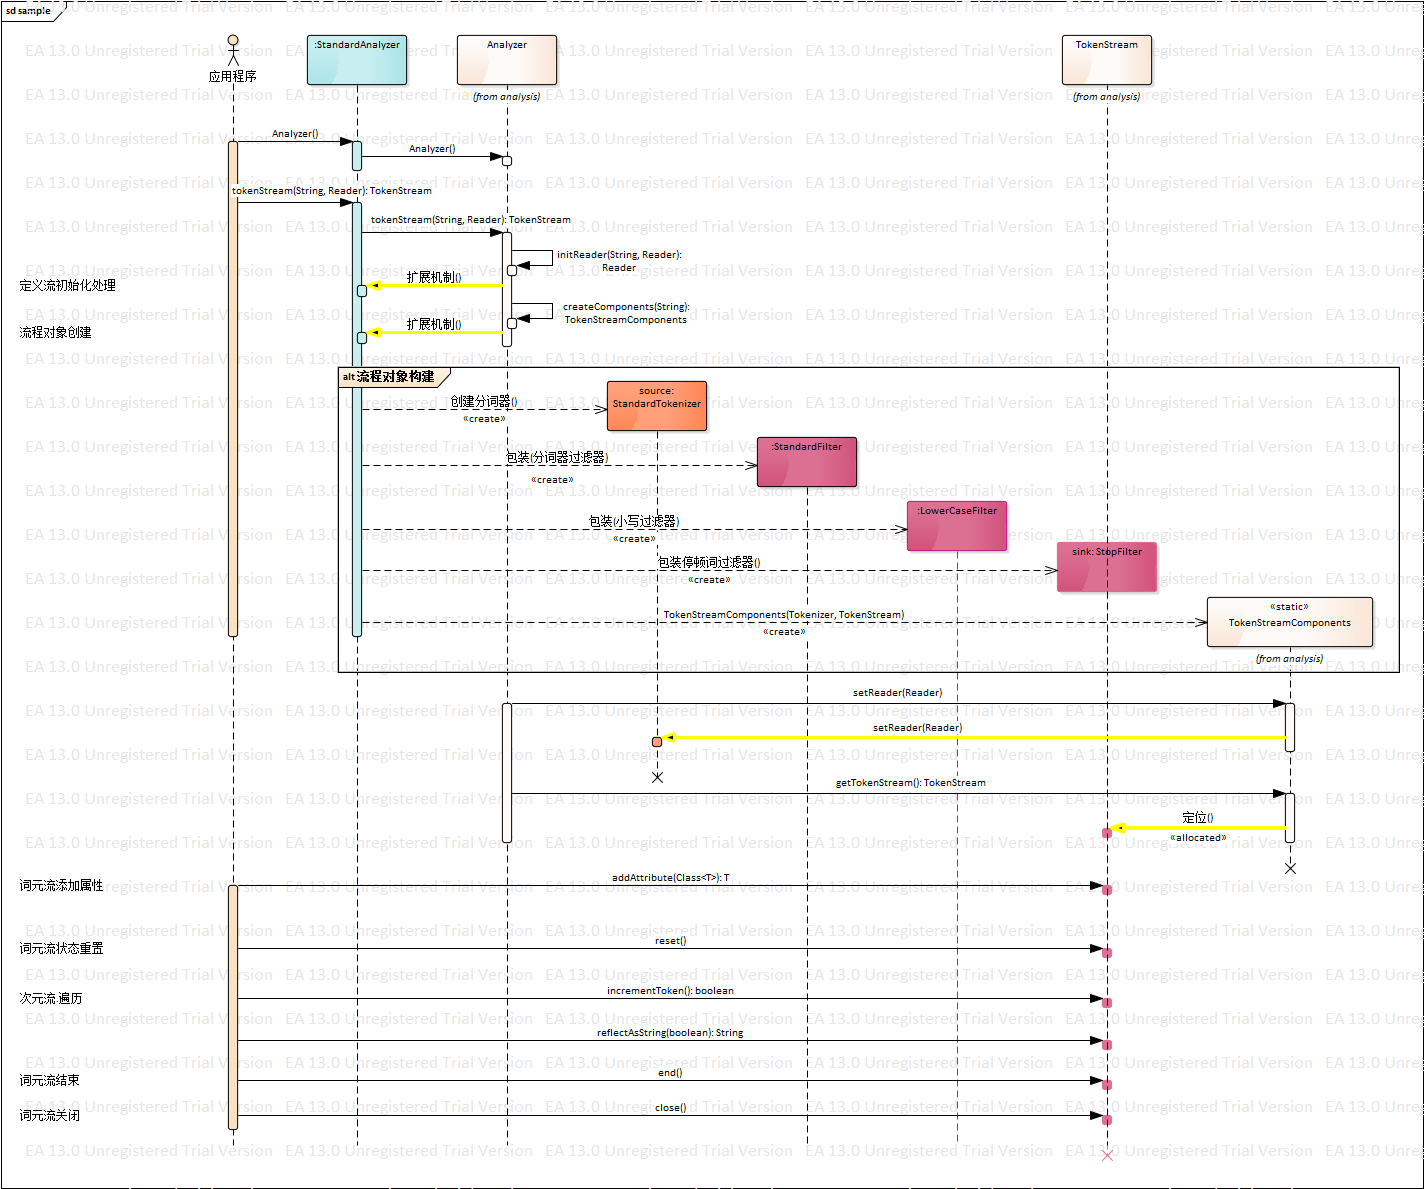 sd sample
应用程序
:StandardAnalyzer
Analyzer
(from analysis)
TokenStream
(from analysis)
Analyzer()
Analyzer()
tokenStream(String, Reader): TokenStream
tokenStream(String, Reader): TokenStream
initReader(String, Reader):
Reader
定义流初始化处理
扩展机制()
createComponents(String):
TokenStreamComponents
流程对象创建
扩展机制()
alt 流程对象构建
创建分词器()
«create»
source:
StandardTokenizer
包装(分词器过滤器)
«create»
:StandardFilter
包装(小写过滤器)
«create»
:LowerCaseFilter
包装停顿词过滤器()
«create»
sink: StopFilter
TokenStreamComponents(Tokenizer, TokenStream)
«create»
«static»
TokenStreamComponents
(from analysis)
setReader(Reader)
setReader(Reader)
getTokenStream(): TokenStream
定位()
«allocated»
词元流添加属性
addAttribute(Class<T>): T
词元流状态重置
reset()
次元流.遍历
incrementToken(): boolean
reflectAsString(boolean): String
词元流结束
end()
词元流关闭
close()
EA 13.0 Unregistered Trial Version